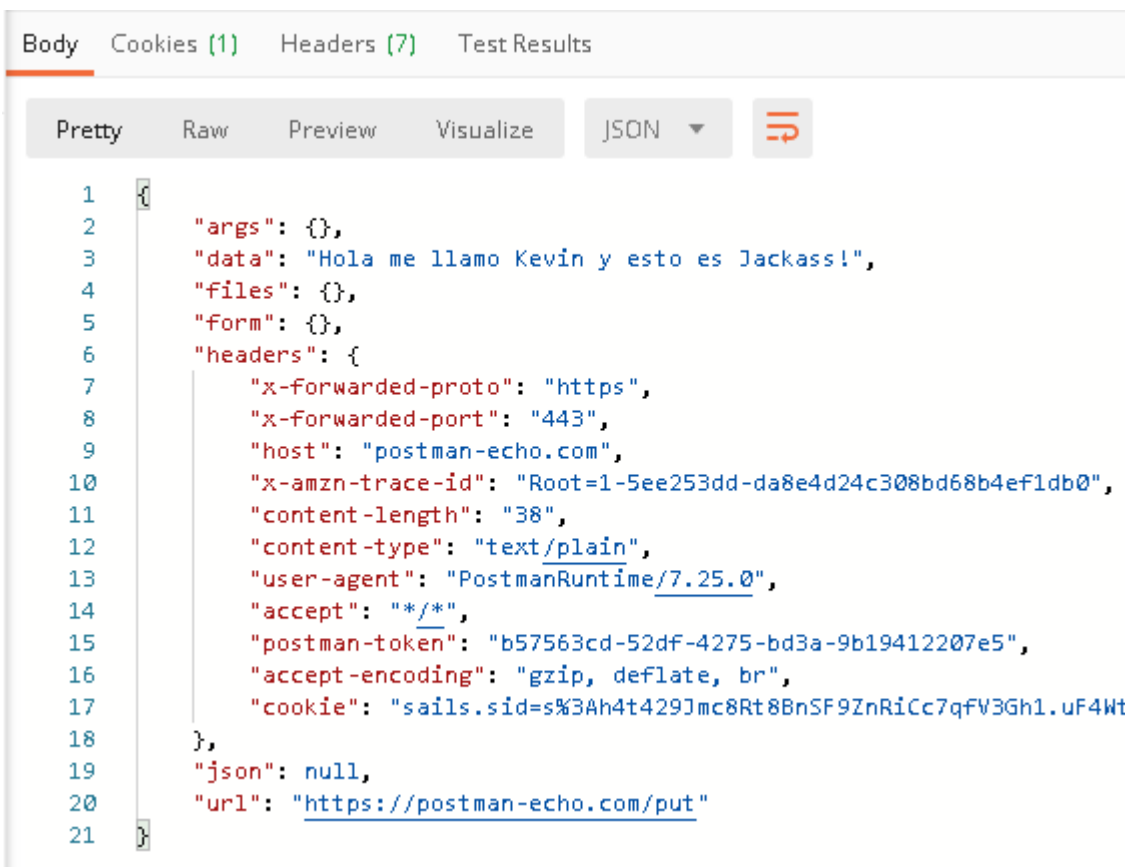 Body Cookies (1) Headers (7) Test Results
Pretty Raw Preview Visualize JSON
1 {
2 "args": {},
3 "data": "Hola me llamo Kevin y esto es Jackass!",
4 "files": {},
5 "form": {},
6 "headers": {
7 "x-forwarded-proto": "https",
8 "x-forwarded-port": "443",
9 "host": "postman-echo.com",
10 "x-amzn-trace-id": "Root=1-5ee253dd-da8e4d24c308bd68b4ef1db0",
11 "content-length": "38",
12 "content-type": "text/plain",
13 "user-agent": "PostmanRuntime/7.25.0",
14 "accept": "*/*",
15 "postman-token": "b57563cd-52df-4275-bd3a-9b19412207e5",
16 "accept-encoding": "gzip, deflate, br",
17 "cookie": "sails.sid=s%3Ah4t429Jmc8Rt8BnSF9ZnRiCc7qfV3Gh1.uF4Wt
18 },
19 "json": null,
20 "url": "https://postman-echo.com/put"
21 }